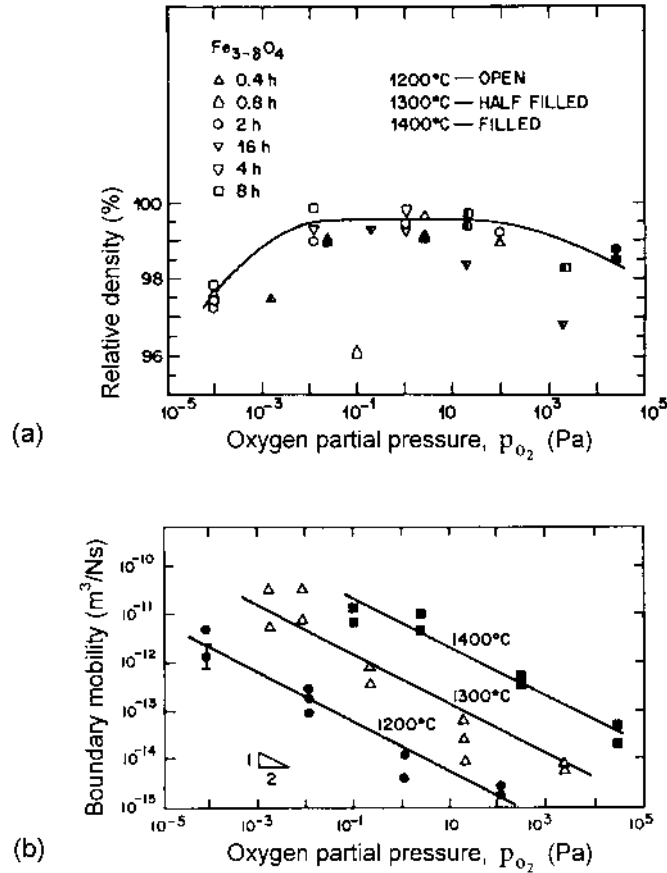 Fe₃₋δO₄
0.4 h
0.8 h
2 h
16 h
4 h
8 h
1200°C — OPEN
1300°C — HALF FILLED
1400°C — FILLED
Relative density (%)
100
98
96
10⁻⁵
10⁻³
10⁻¹
10
10³
10⁵
(a)
Oxygen partial pressure, p_O₂ (Pa)
Boundary mobility (m³/Ns)
10⁻¹⁰
10⁻¹¹
10⁻¹²
10⁻¹³
10⁻¹⁴
10⁻¹⁵
1400°C
1300°C
1200°C
1
2
10⁻⁵
10⁻³
10⁻¹
10
10³
10⁵
(b)
Oxygen partial pressure, p_O₂ (Pa)